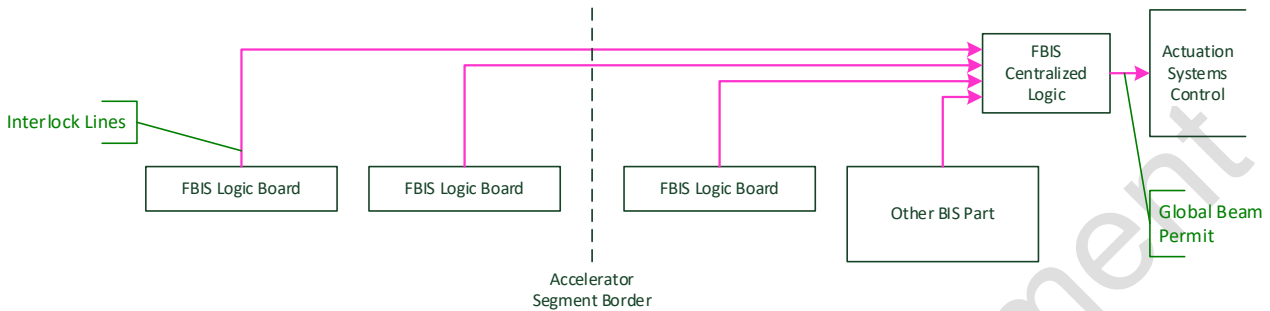 FBIS
Centralized
Logic
Actuation
Systems
Control
Interlock Lines
FBIS Logic Board
FBIS Logic Board
FBIS Logic Board
Other BIS Part
Global Beam
Permit
Accelerator
Segment Border